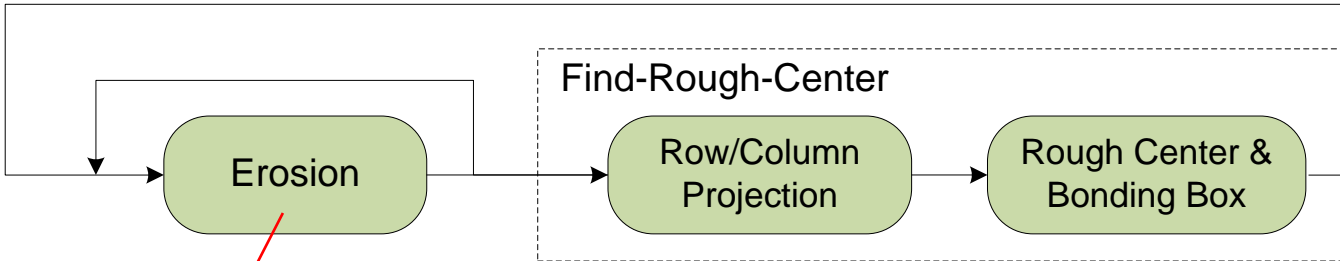 Find-Rough-Center
Erosion
Row/Column
Projection
Rough Center &
Bonding Box